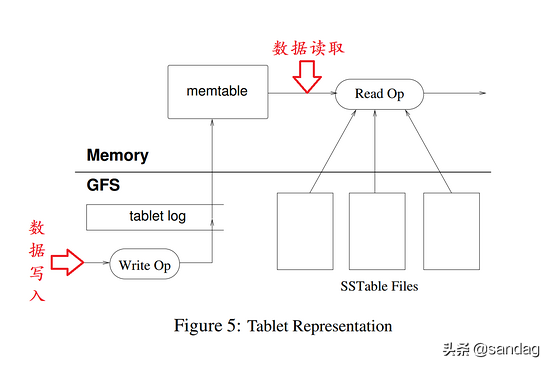 数据读取
memtable
Read Op
Memory
GFS
tablet log
数据写入
Write Op
SSTable Files
Figure 5: Tablet Representation
头条 @sandag